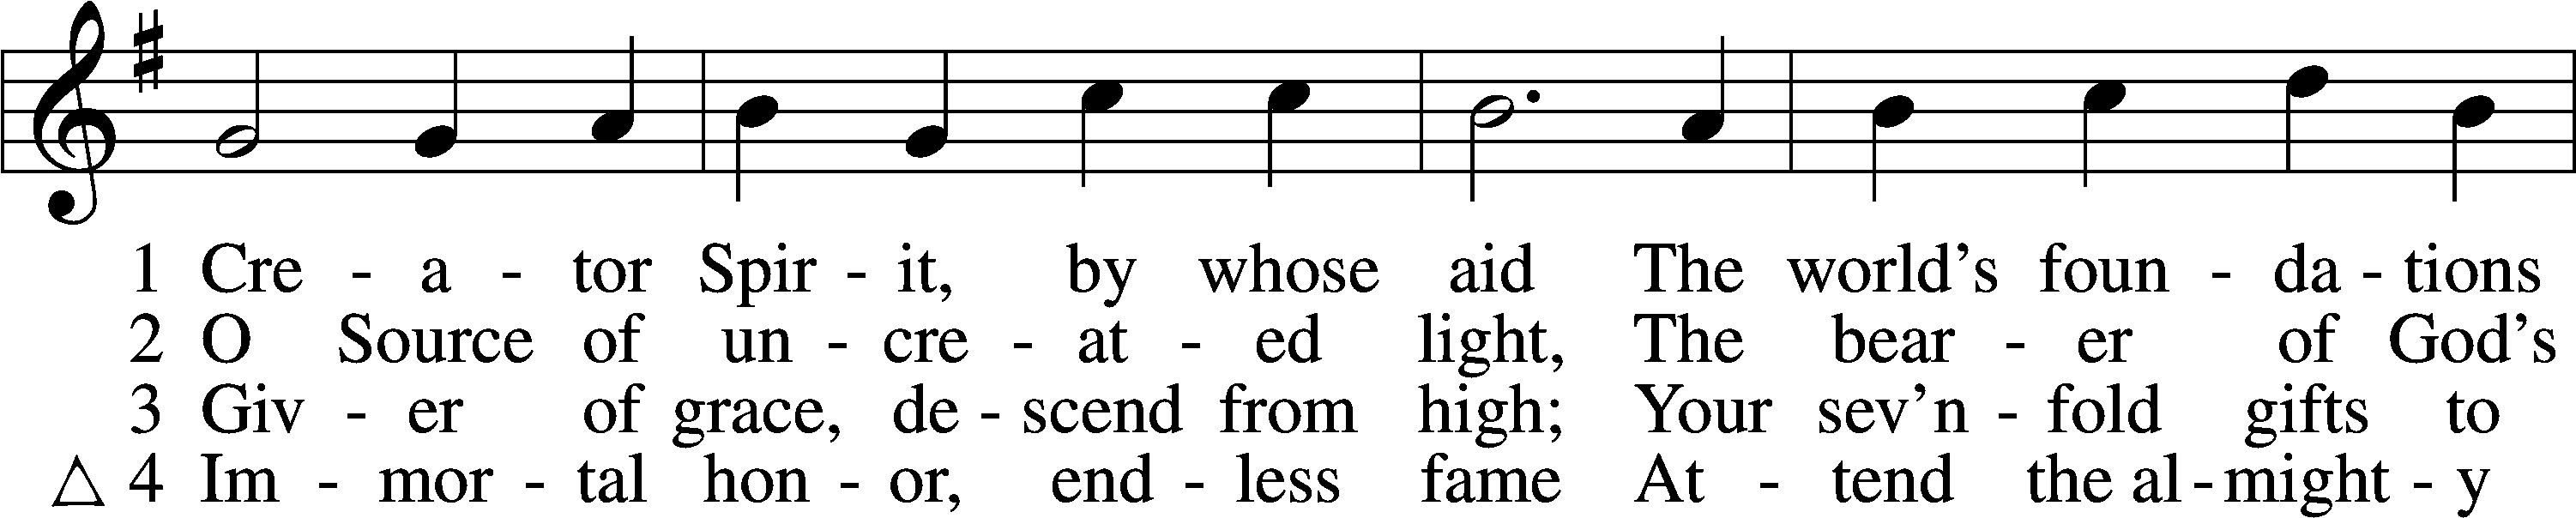 1 Cre - a - tor Spir - it, by whose aid The world’s foun - da - tions
2 O Source of un - cre - at - ed light, The bear - er of God’s
3 Giv - er of grace, de - scend from high; Your sev’n - fold gifts to
△ 4 Im - mor - tal hon - or, end - less fame At - tend the al - might - y